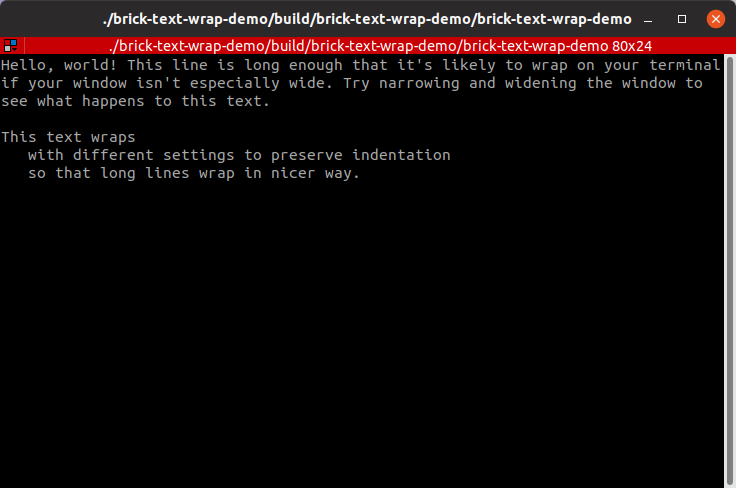 ./brick-text-wrap-demo/build/brick-text-wrap-demo/brick-text-wrap-demo
./brick-text-wrap-demo/build/brick-text-wrap-demo/brick-text-wrap-demo 80x24
Hello, world! This line is long enough that it's likely to wrap on your terminal
if your window isn't especially wide. Try narrowing and widening the window to
see what happens to this text.
This text wraps
with different settings to preserve indentation
so that long lines wrap in nicer way.